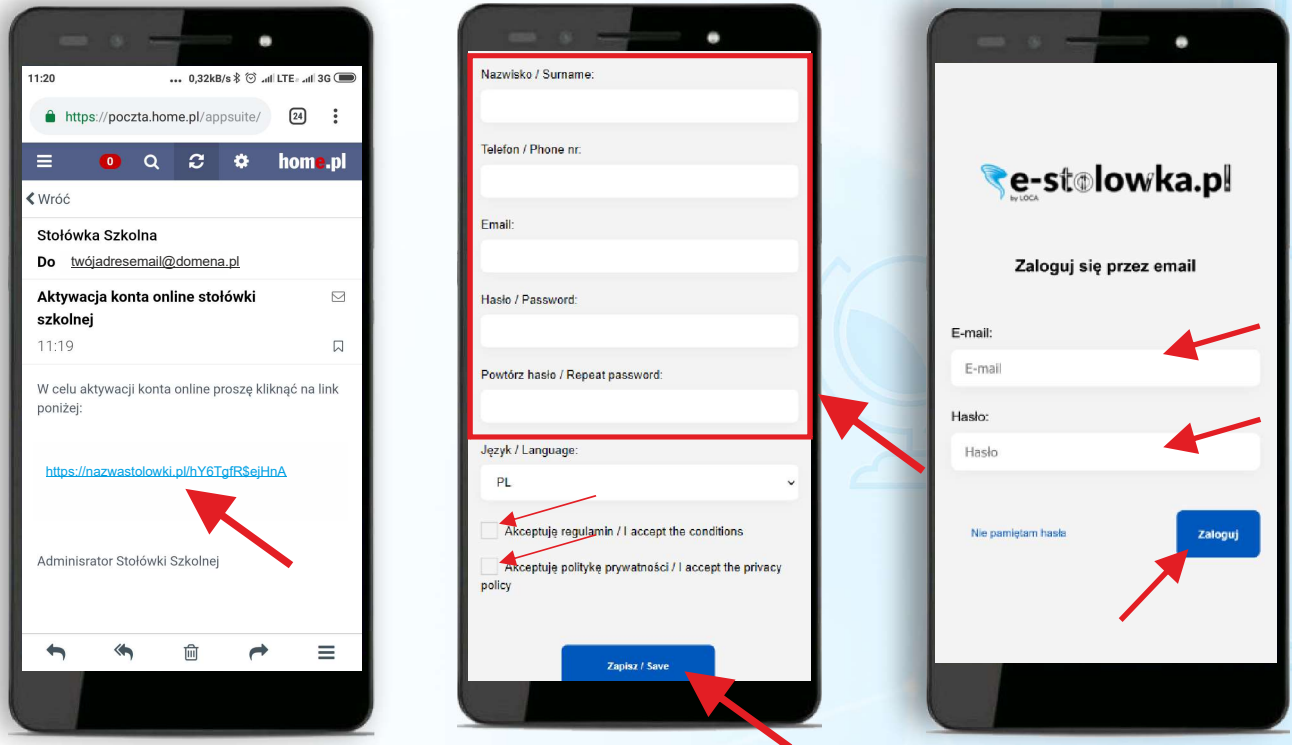 11:20 ... 0,32kB/s LTE 3G
https://poczta.home.pl/appsuite/ 24
0 home.pl
Wróć
Stołówka Szkolna
Do twójadresemail@domena.pl
Aktywacja konta online stołówki
szkolnej
11:19
W celu aktywacji konta online proszę kliknąć na link
poniżej:
https://nazwastolowki.pl/hY6TgfR$ejHnA
Adminisrator Stołówki Szkolnej
Nazwisko / Surname:
Telefon / Phone nr:
Email:
Hasło / Password:
Powtórz hasło / Repeat password:
Język / Language:
PL
Akceptuję regulamin / I accept the conditions
Akceptuję politykę prywatności / I accept the privacy
policy
Zapisz / Save
e-stolowka.pl
by LOCA
Zaloguj się przez email
E-mail:
E-mail
Hasło:
Hasło
Nie pamiętam hasła
Zaloguj